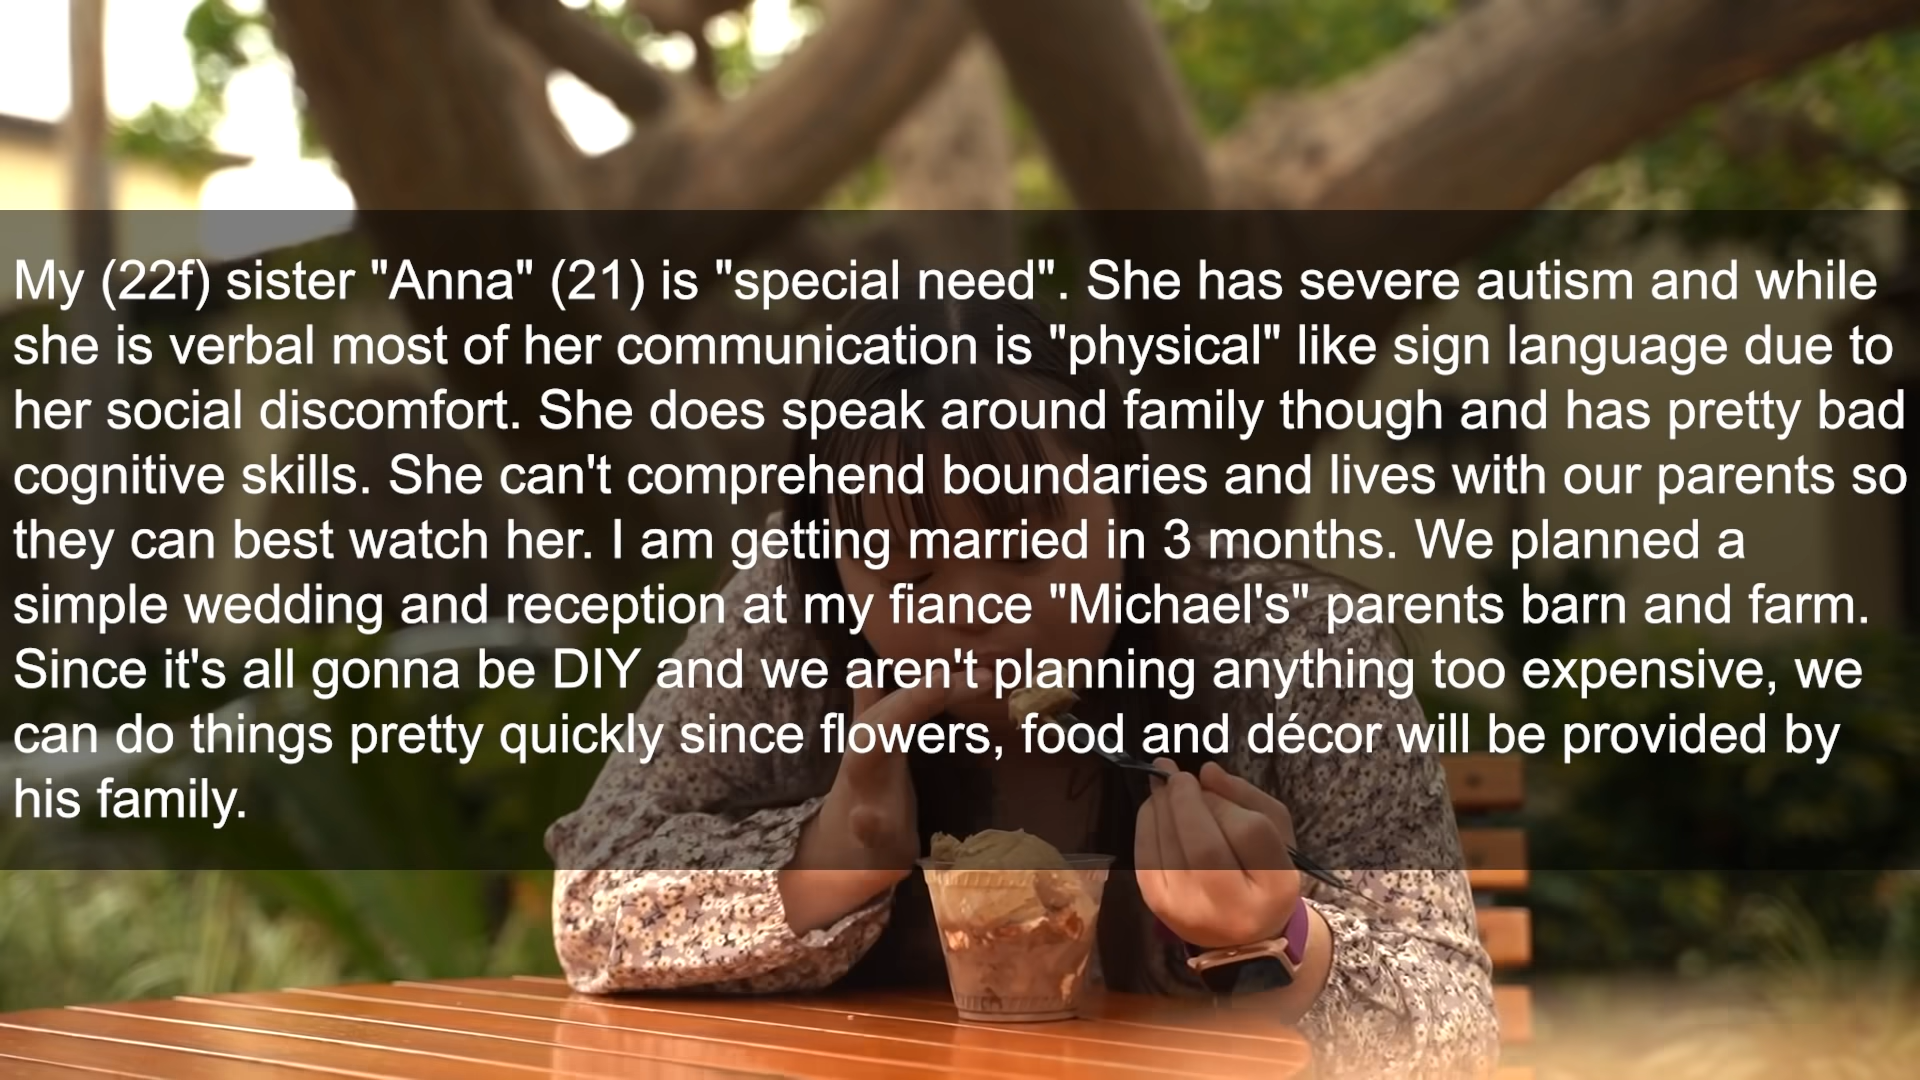 My (22f) sister "Anna" (21) is "special need". She has severe autism and while
she is verbal most of her communication is "physical" like sign language due to
her social discomfort. She does speak around family though and has pretty bad
cognitive skills. She can't comprehend boundaries and lives with our parents so
they can best watch her. I am getting married in 3 months. We planned a
simple wedding and reception at my fiance "Michael's" parents barn and farm.
Since it's all gonna be DIY and we aren't planning anything too expensive, we
can do things pretty quickly since flowers, food and décor will be provided by
his family.